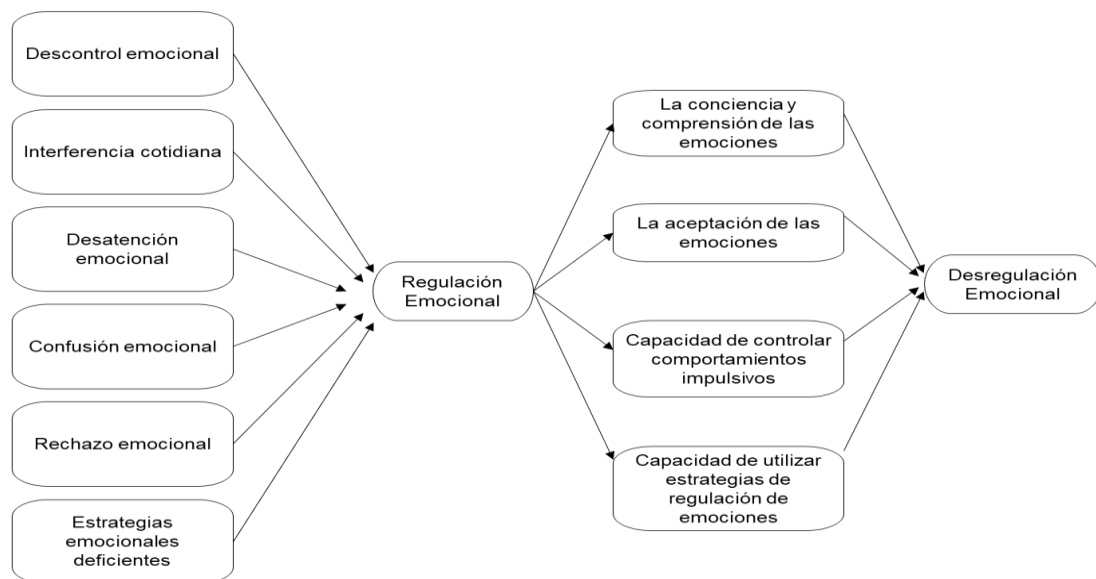 Descontrol emocional
Interferencia cotidiana
Desatención
emocional
Confusión emocional
Rechazo emocional
Estrategias
emocionales
deficientes
Regulación
Emocional
La conciencia y
comprensión de las
emociones
La aceptación de las
emociones
Capacidad de controlar
comportamientos
impulsivos
Capacidad de utilizar
estrategias de
regulación de
emociones
Desregulación
Emocional